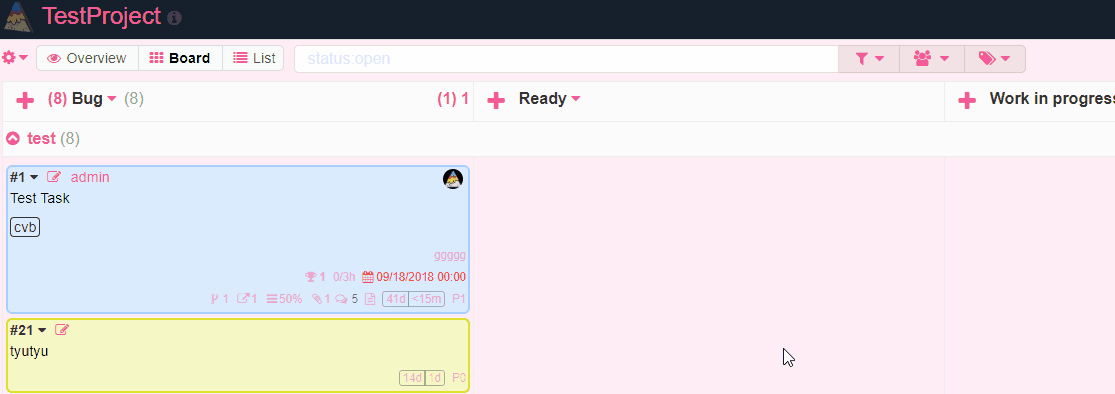 TestProject
Overview Board List status:open
(8) Bug (8) (1) 1 Ready Work in progress
test (8)
#1 admin
Test Task
cvb
ggggg
1 0/3h 09/18/2018 00:00
1 1 50% 1 5 41d <15m P1
#21
tyutyu
14d 1d P0